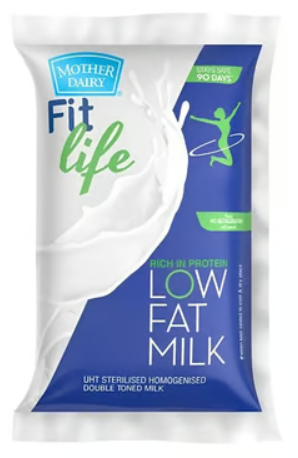 MOTHER
DAIRY
STAYS SAFE
90 DAYS*
Fit
life
RICH IN PROTEIN
LOW
FAT
MILK
UHT STERILISED HOMOGENISED
DOUBLE TONED MILK